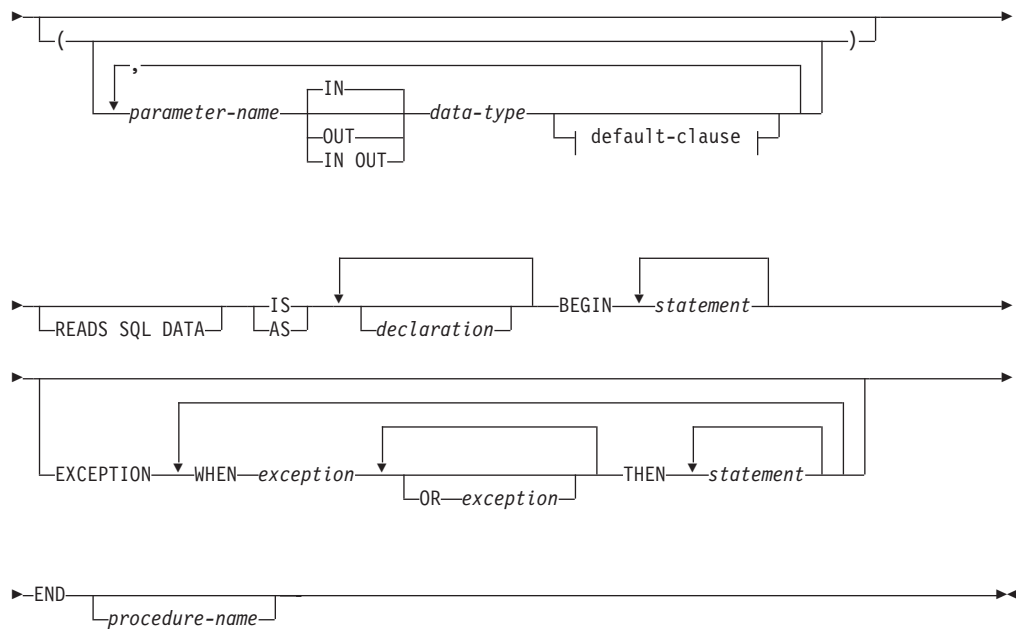 ( )
,
IN
parameter-name data-type
OUT default-clause
IN OUT
IS BEGIN statement
READS SQL DATA AS declaration
EXCEPTION WHEN exception THEN statement
OR exception
END
procedure-name